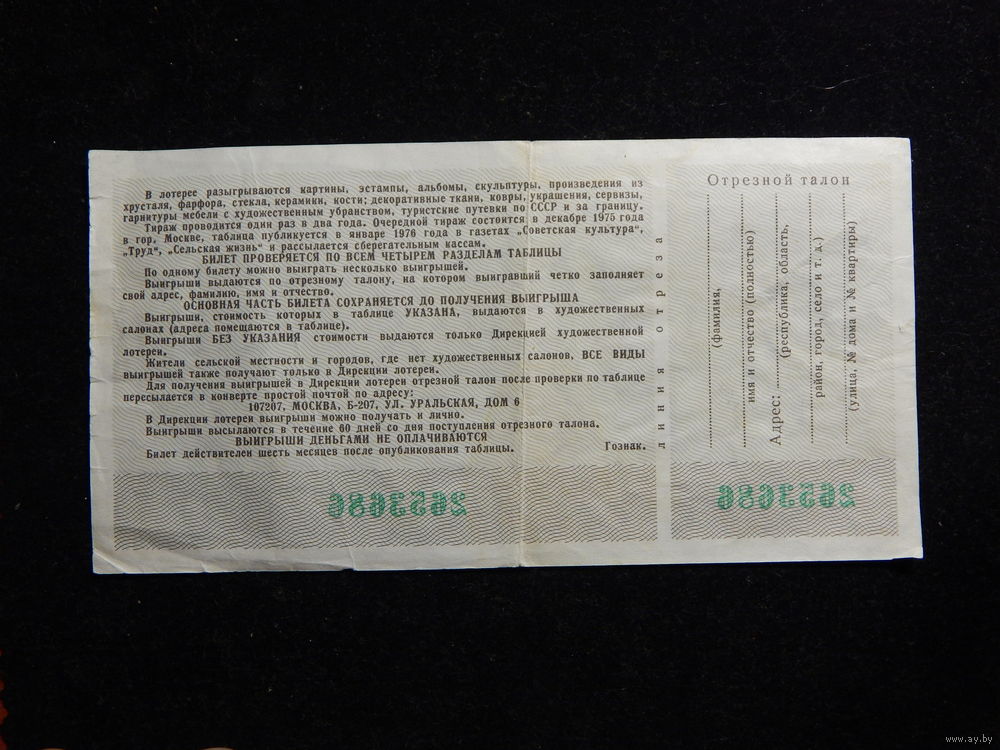 В лотерее разыгрываются картины, эстампы, альбомы, скульптуры, произведения из
хрусталя, фарфора, стекла, керамики, кости; декоративные ткани, ковры, украшения, сервизы,
гарнитуры мебели с художественным убранством, туристские путевки по СССР и за границу.
Тираж проводится один раз в два года. Очередной тираж состоится в декабре 1975 года
в гор. Москве, таблица публикуется в январе 1976 года в газетах „Советская культура“,
„Труд“, „Сельская жизнь“ и рассылается сберегательным кассам.
БИЛЕТ ПРОВЕРЯЕТСЯ ПО ВСЕМ ЧЕТЫРЕМ РАЗДЕЛАМ ТАБЛИЦЫ
По одному билету можно выиграть несколько выигрышей.
Выигрыши выдаются по отрезному талону, на котором выигравший четко заполняет
свой адрес, фамилию, имя и отчество.
ОСНОВНАЯ ЧАСТЬ БИЛЕТА СОХРАНЯЕТСЯ ДО ПОЛУЧЕНИЯ ВЫИГРЫША
Выигрыши, стоимость которых в таблице УКАЗАНА, выдаются в художественных
салонах (адреса помещаются в таблице).
Выигрыши БЕЗ УКАЗАНИЯ стоимости выдаются только Дирекцией художественной
лотереи.
Жители сельской местности и городов, где нет художественных салонов, ВСЕ ВИДЫ
выигрышей также получают только в Дирекции лотереи.
Для получения выигрышей в Дирекции лотереи отрезной талон после проверки по таблице
пересылается в конверте простой почтой по адресу:
107207, МОСКВА, Б-207, УЛ. УРАЛЬСКАЯ, ДОМ 6
В Дирекции лотереи выигрыши можно получать и лично.
Выигрыши высылаются в течение 60 дней со дня поступления отрезного талона.
ВЫИГРЫШИ ДЕНЬГАМИ НЕ ОПЛАЧИВАЮТСЯ
Билет действителен шесть месяцев после опубликования таблицы. Гознак.
2653686
линия отреза
Отрезной талон
(фамилия,
имя и отчество (полностью)
Адрес:
(республика, область,
район, город, село и т. д.)
(улица, № дома и № квартиры)
2653686
www.ay.by